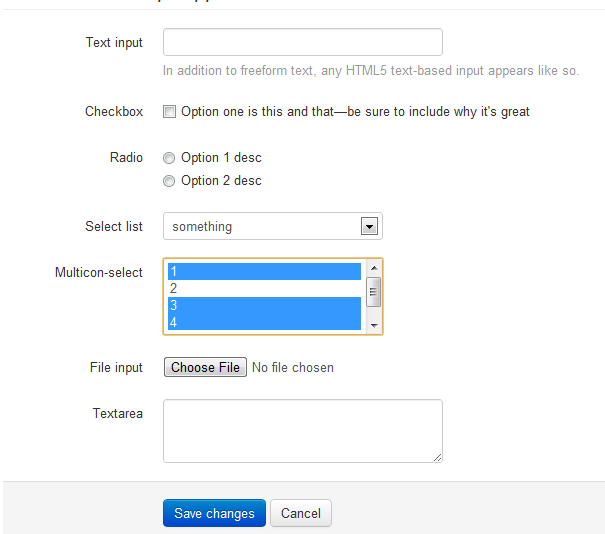 Text input
In addition to freeform text, any HTML5 text-based input appears like so.
Checkbox
Option one is this and that—be sure to include why it's great
Radio
Option 1 desc
Option 2 desc
Select list
something
Multicon-select
1
2
3
4
File input
Choose File No file chosen
Textarea
Save changes
Cancel